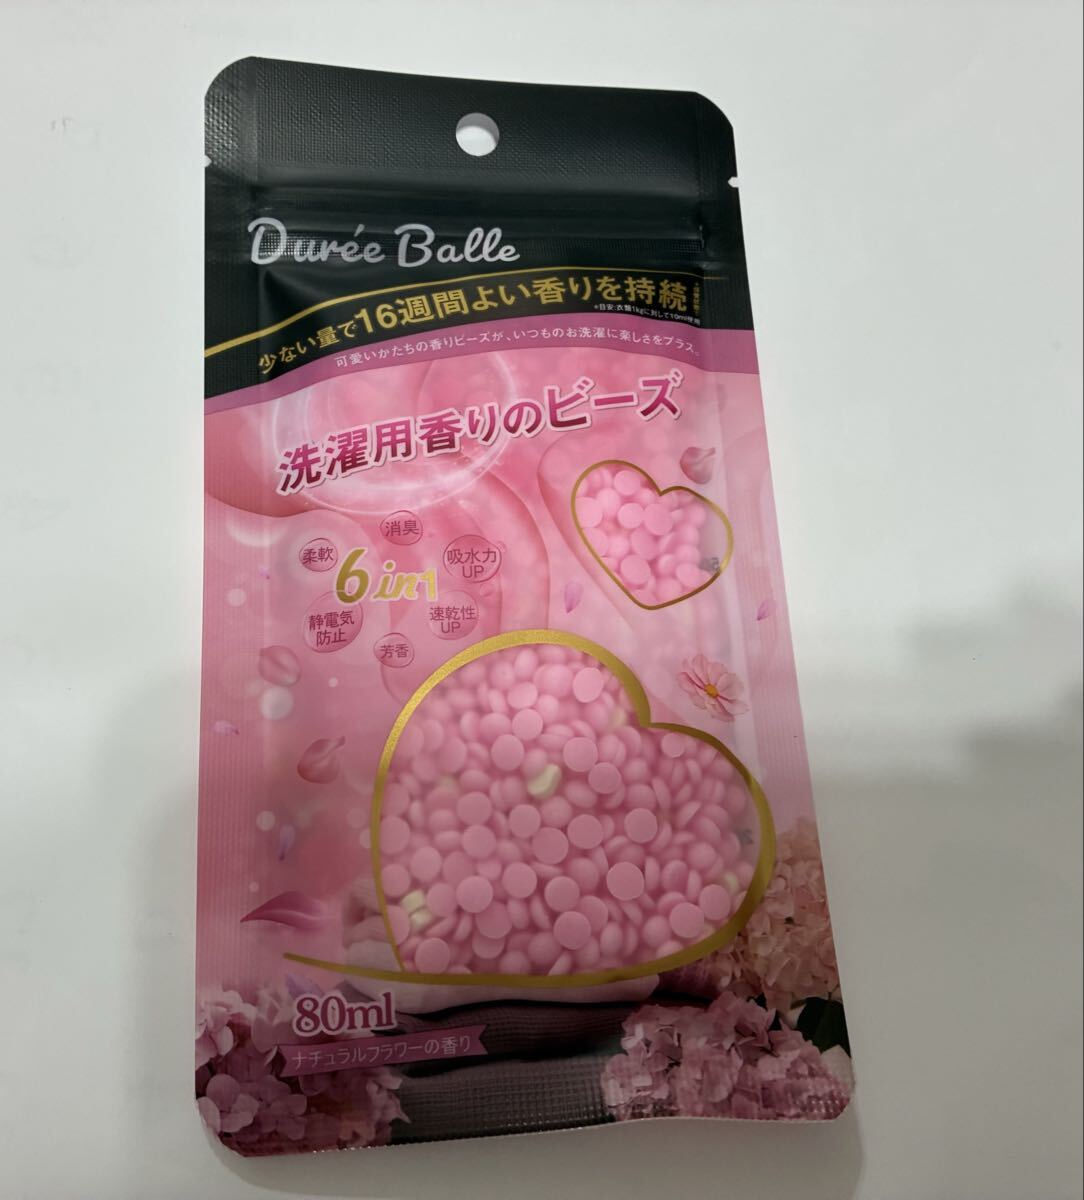 Durée Balle
少ない量で16週間よい香りを持続
*目安:衣類1kgに対して10ml使用
可愛いかたちの香りビーズが、いつものお洗濯に楽しさをプラス。
洗濯用香りのビーズ
消臭
柔軟
吸水力
UP
6in1
静電気
防止
速乾性
UP
芳香
80ml
ナチュラルフラワーの香り